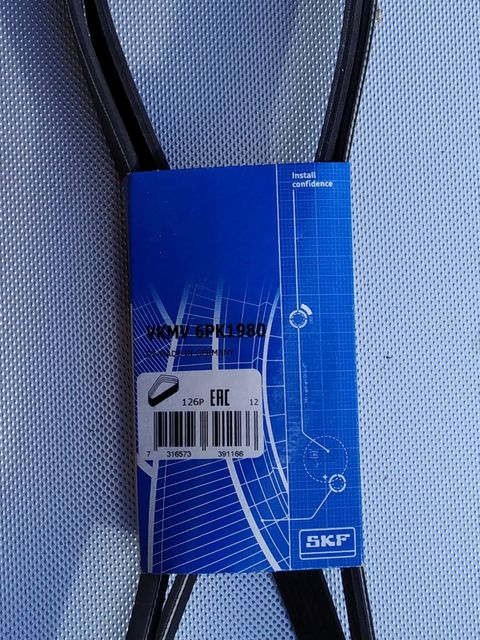 Install
confidence
VKMV 6PK1980
MADE IN GERMANY
126P EAC 12
7 316573 391166
SKF